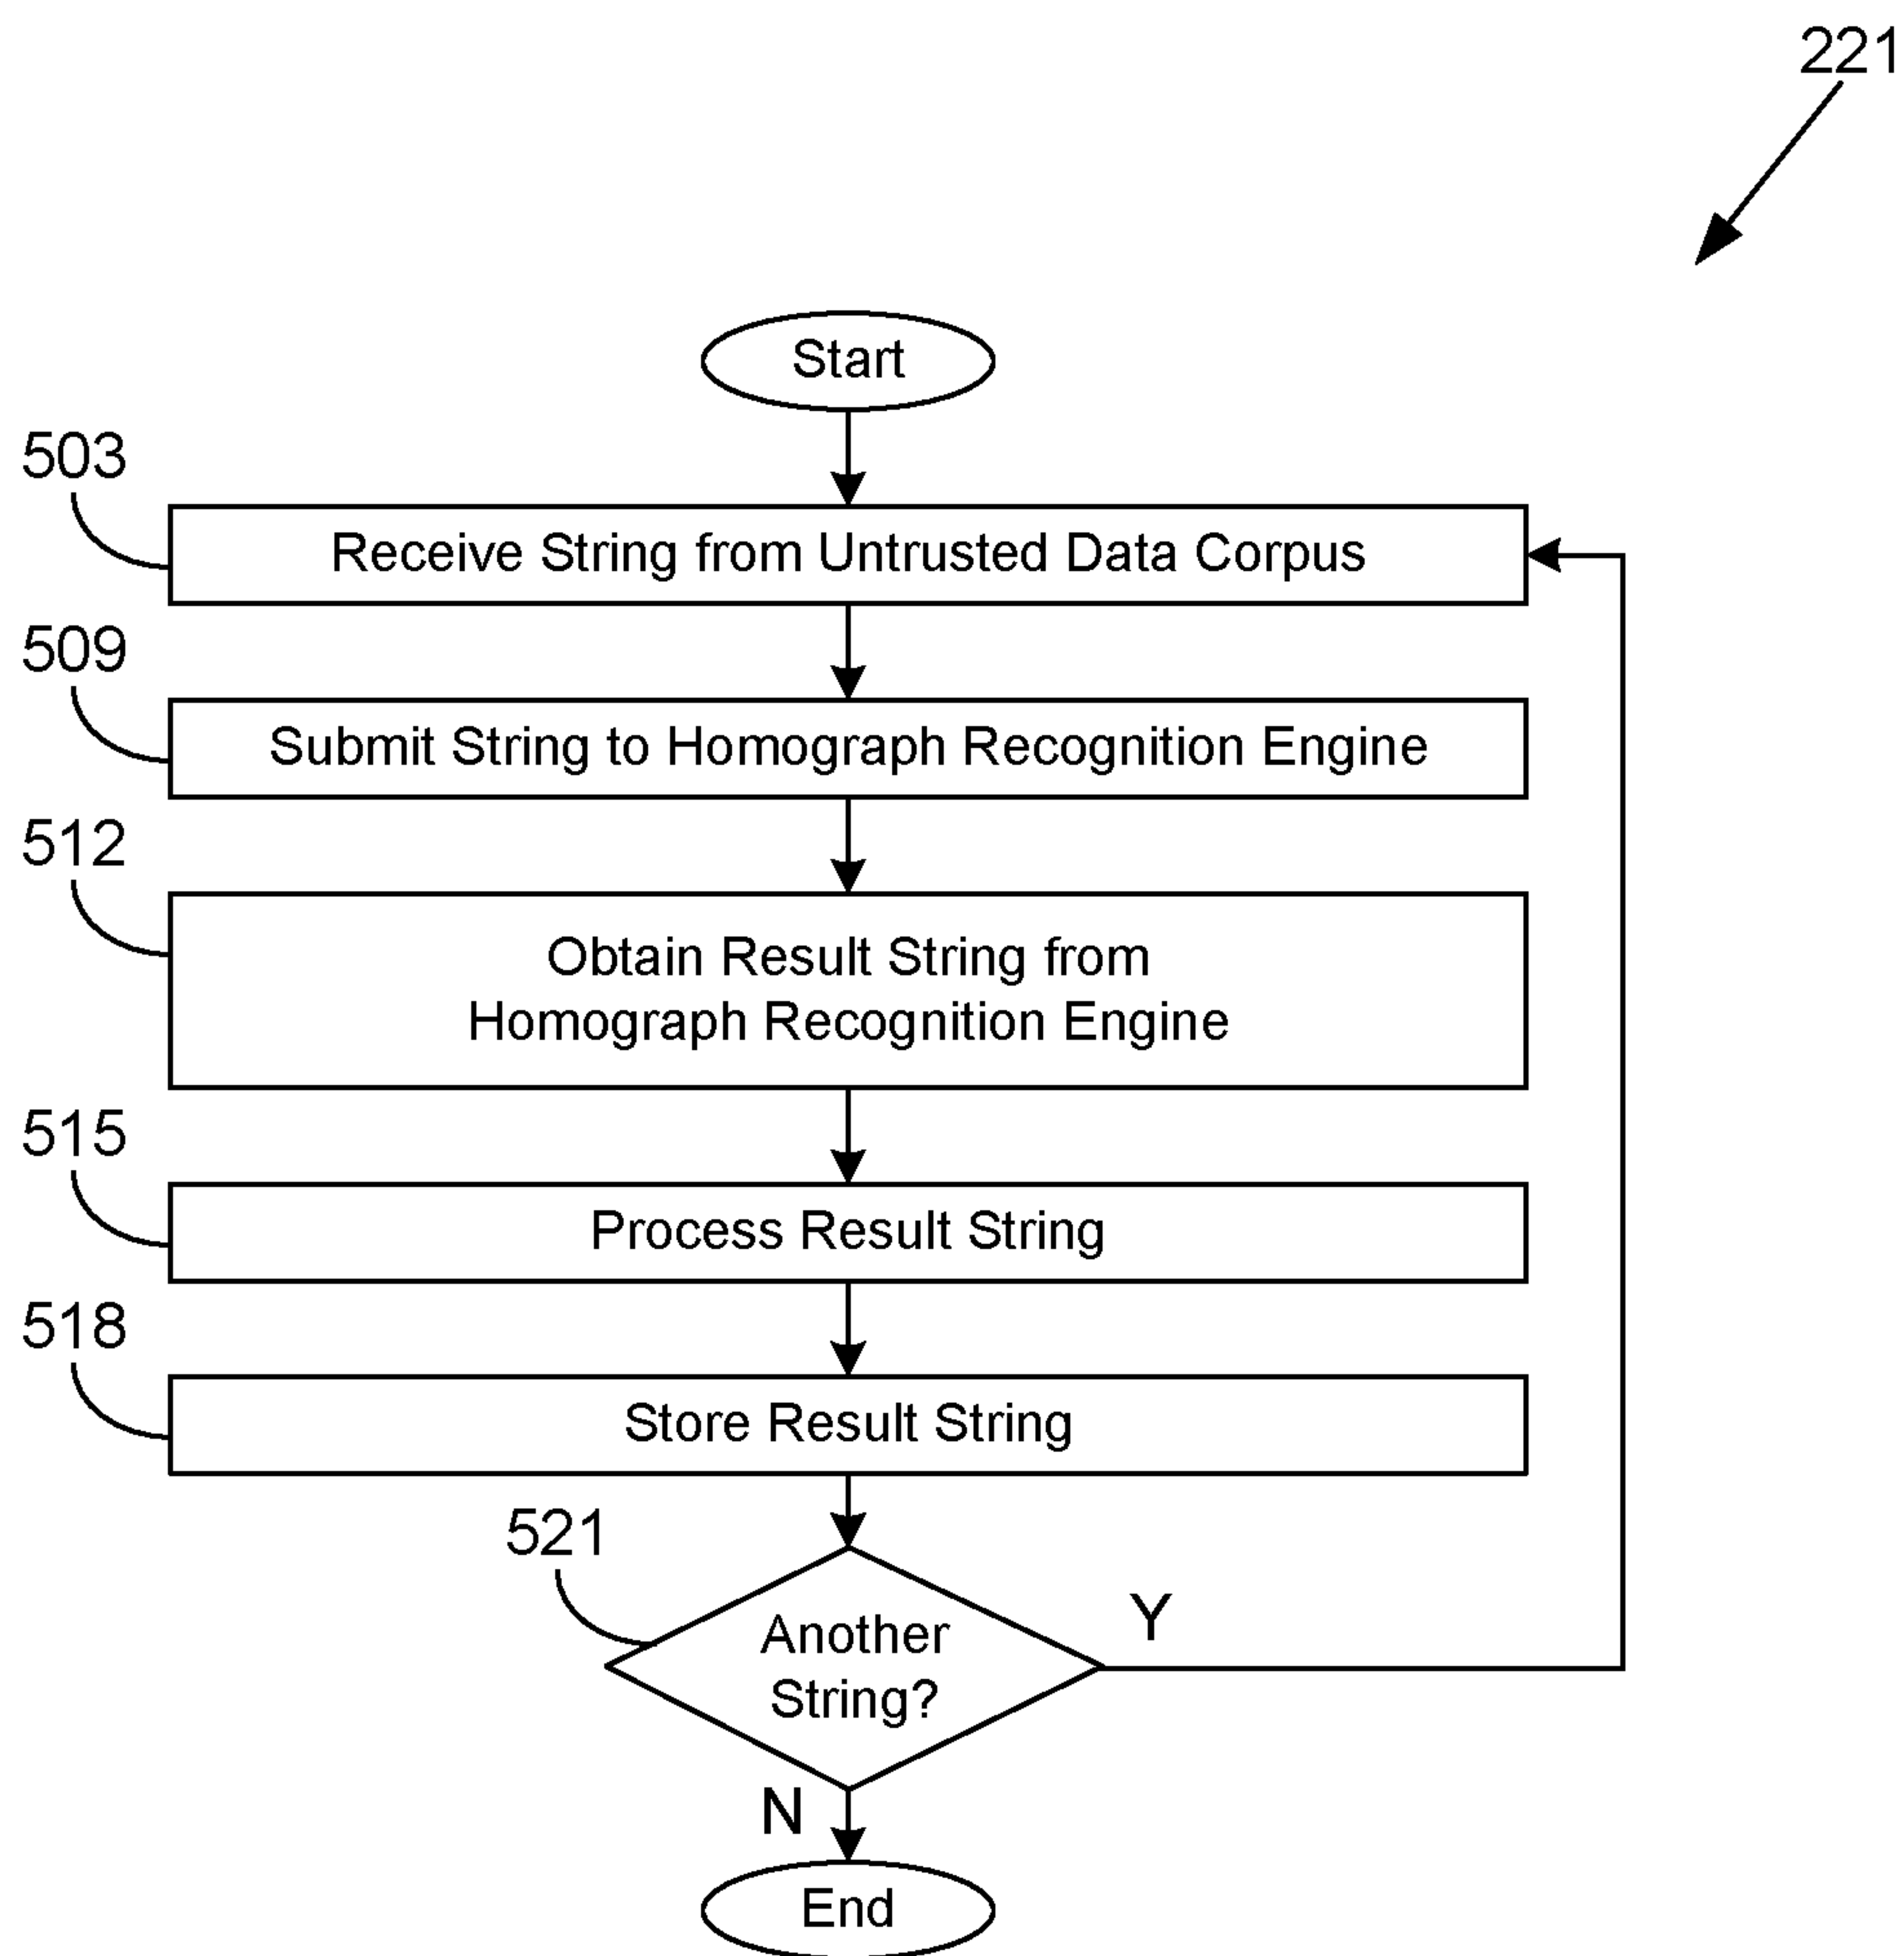 221
Start
503
Receive String from Untrusted Data Corpus
509
Submit String to Homograph Recognition Engine
512
Obtain Result String from
Homograph Recognition Engine
515
Process Result String
518
Store Result String
521
Another
String?
Y
N
End